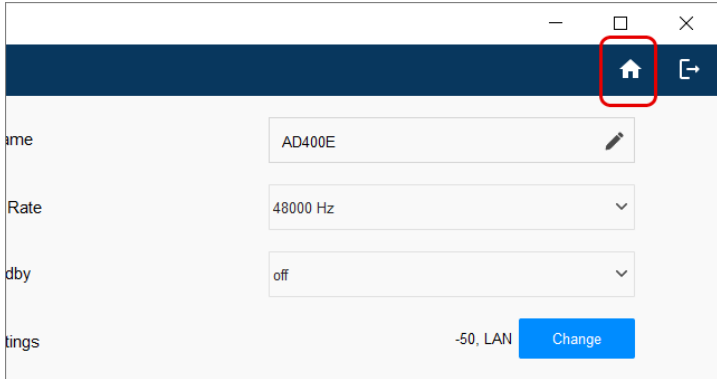 ame
AD400E
Rate
48000 Hz
dby
off
tings
-50, LAN
Change